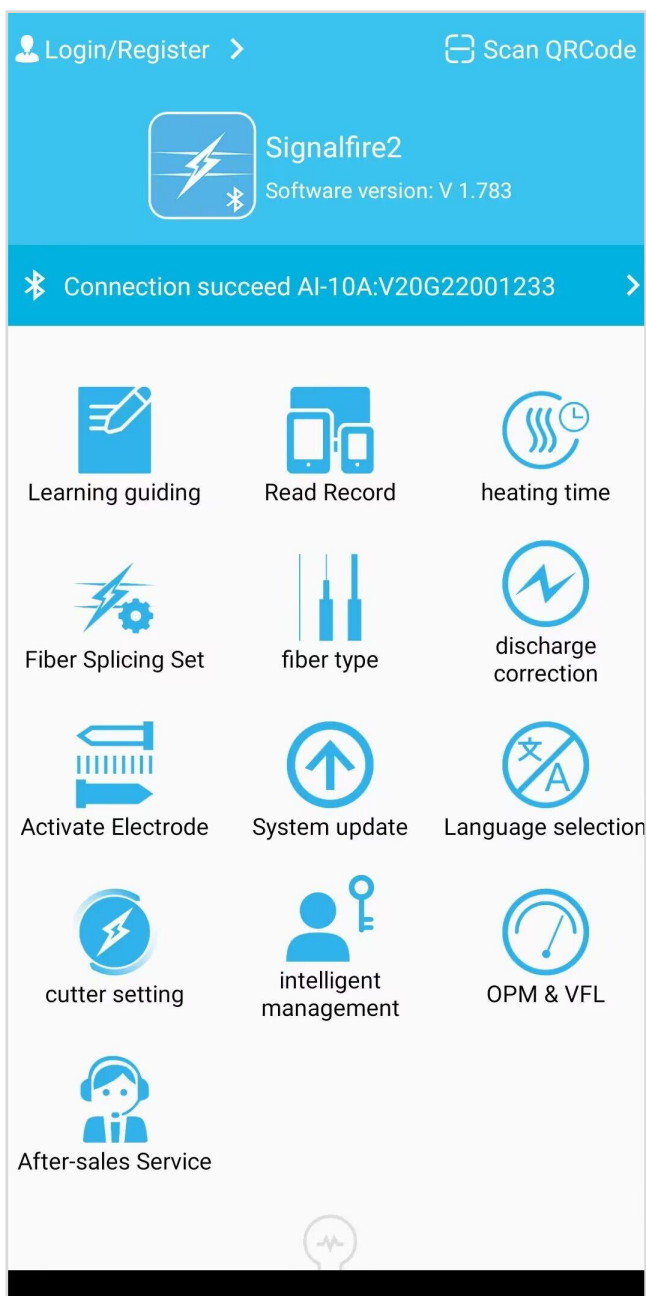 Login/Register
Scan QRCode
Signalfire2
Software version: V 1.783
Connection succeed AI-10A:V20G22001233
Learning guiding
Read Record
heating time
Fiber Splicing Set
fiber type
discharge
correction
Activate Electrode
System update
文
A
Language selection
cutter setting
intelligent
management
OPM & VFL
After-sales Service